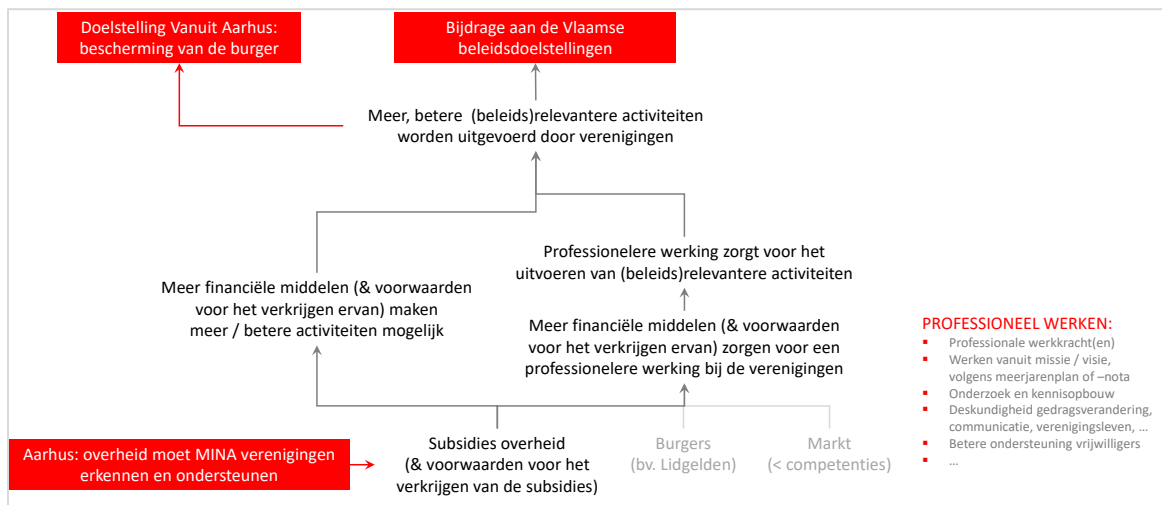 Doelstelling Vanuit Aarhus:
bescherming van de burger
Bijdrage aan de Vlaamse
beleidsdoelstellingen
Meer, betere (beleids)relevantere activiteiten
worden uitgevoerd door verenigingen
Professionelere werking zorgt voor het
uitvoeren van (beleids)relevantere activiteiten
Meer financiële middelen (& voorwaarden
voor het verkrijgen ervan) maken
meer / betere activiteiten mogelijk
Meer financiële middelen (& voorwaarden
voor het verkrijgen ervan) zorgen voor een
professionelere werking bij de verenigingen
PROFESSIONEEL WERKEN:
▪ Professionale werkkracht(en)
▪ Werken vanuit missie / visie,
volgens meerjarenplan of –nota
▪ Onderzoek en kennisopbouw
▪ Deskundigheid gedragsverandering,
communicatie, verenigingsleven, …
▪ Betere ondersteuning vrijwilligers
▪ …
Aarhus: overheid moet MINA verenigingen
erkennen en ondersteunen
Subsidies overheid
(& voorwaarden voor het
verkrijgen van de subsidies)
Burgers
(bv. Lidgelden)
Markt
(< competenties)